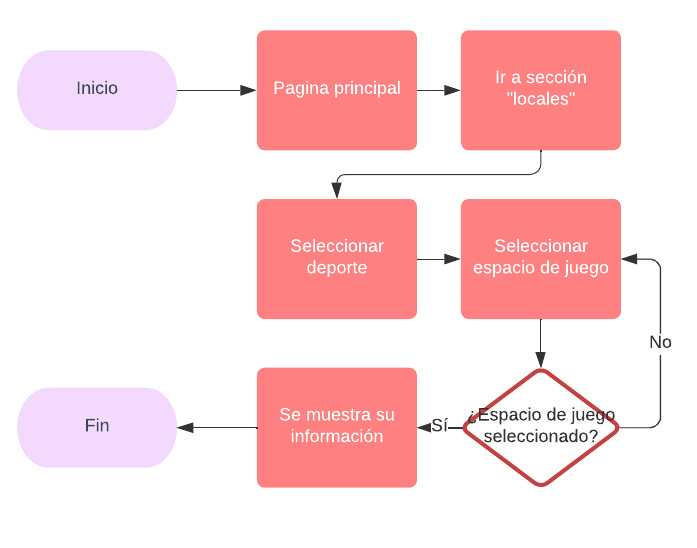 Inicio
Pagina principal
Ir a sección
"locales"
Seleccionar
deporte
Seleccionar
espacio de juego
No
¿Espacio de juego
seleccionado?
Sí
Se muestra su
información
Fin